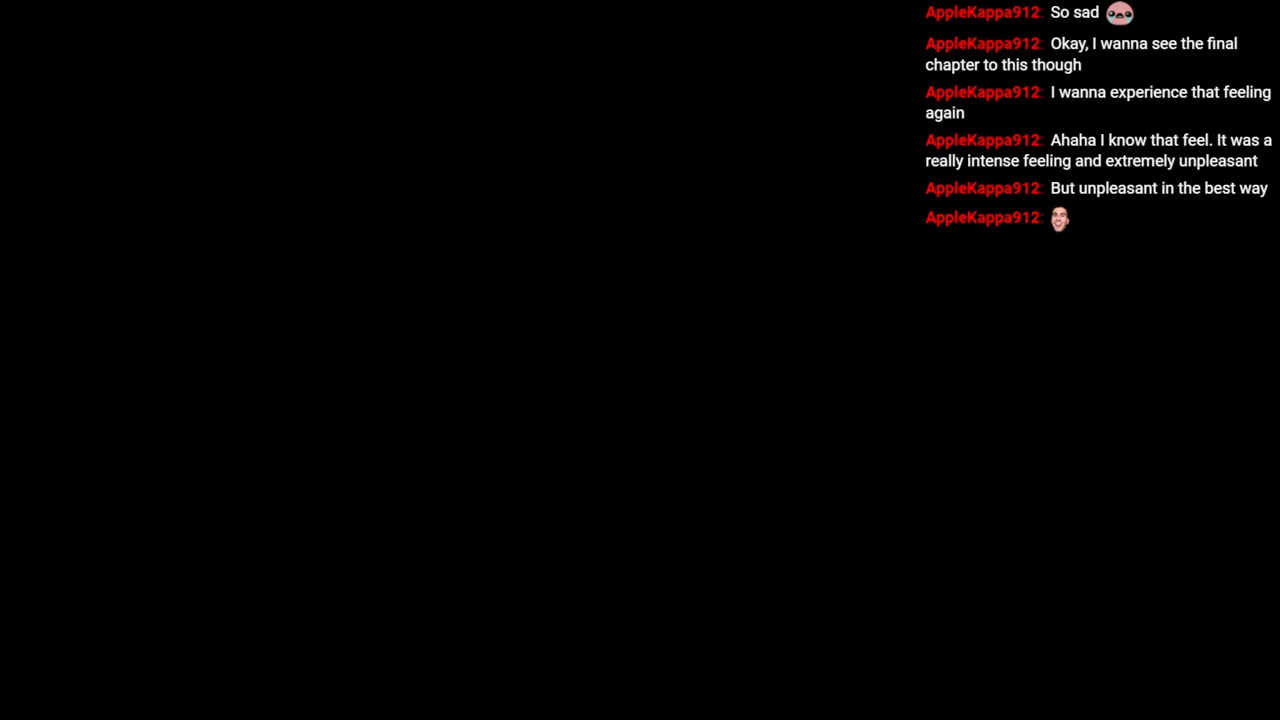 AppleKappa912: So sad
AppleKappa912: Okay, I wanna see the final
chapter to this though
AppleKappa912: I wanna experience that feeling
again
AppleKappa912: Ahaha I know that feel. It was a
really intense feeling and extremely unpleasant
AppleKappa912: But unpleasant in the best way
AppleKappa912: